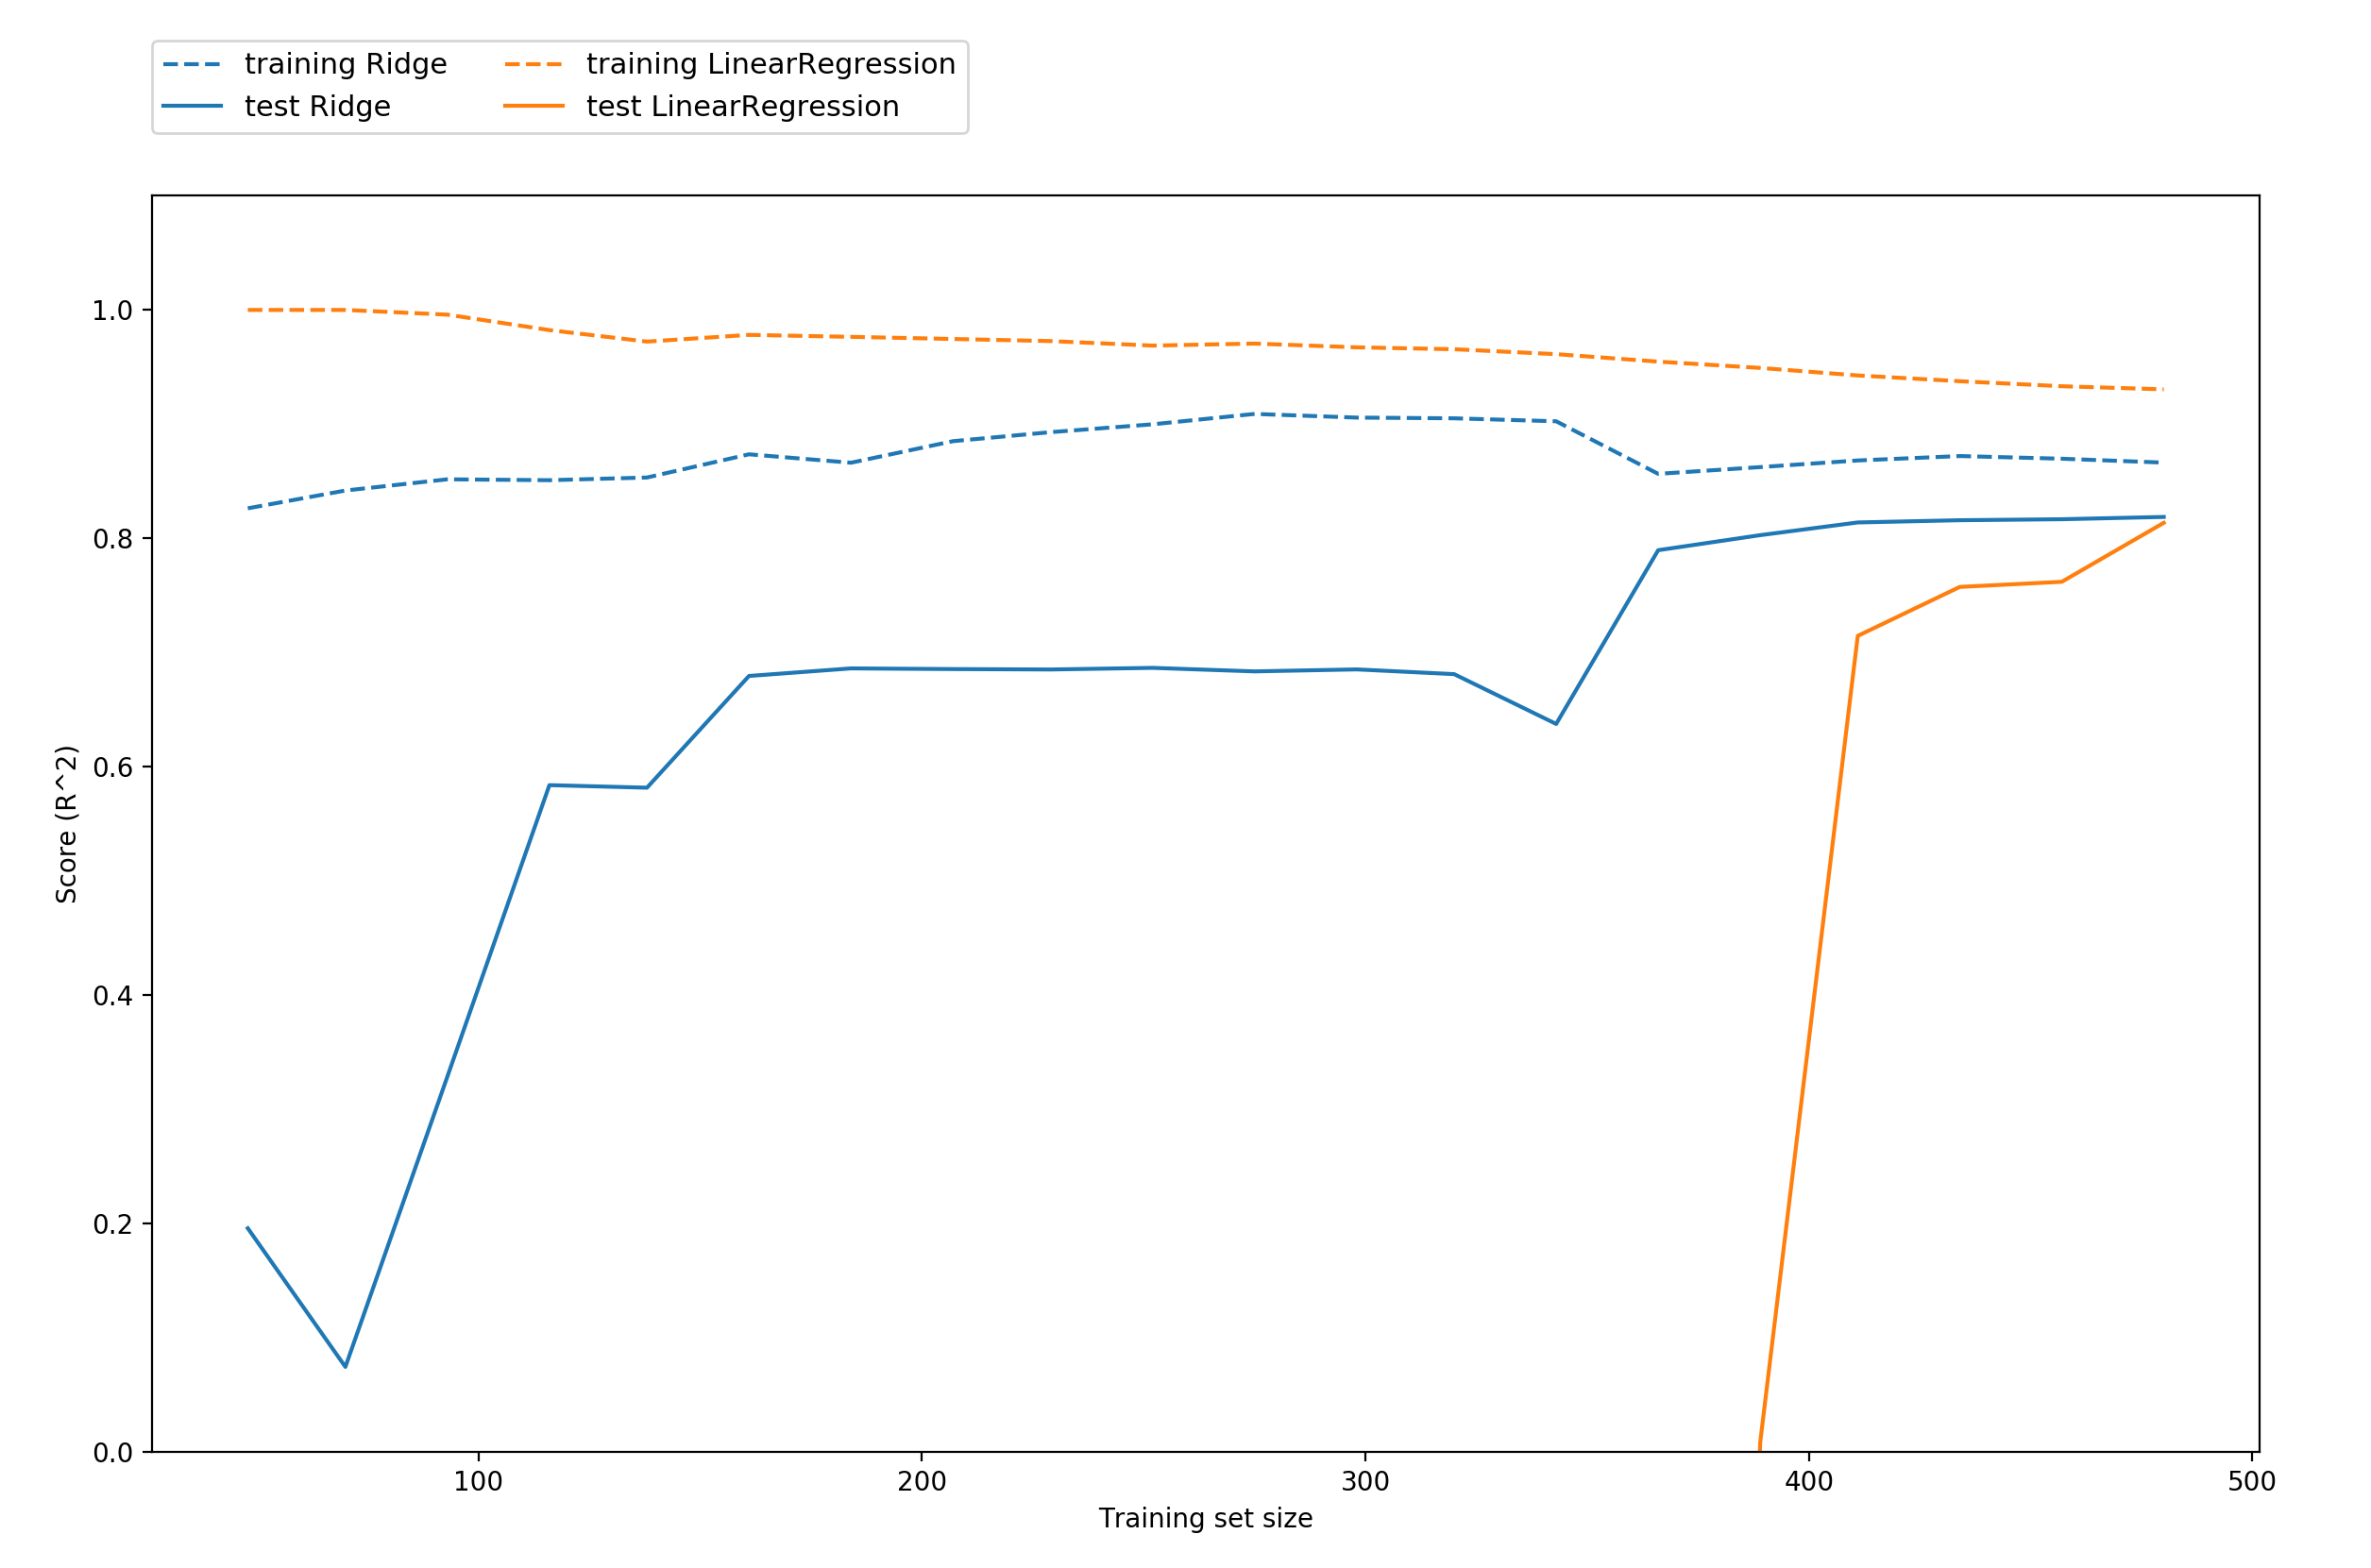 training Ridge
test Ridge
training LinearRegression
test LinearRegression
1.0
0.8
0.6
0.4
0.2
0.0
Score (R^2)
100
200
300
400
500
Training set size